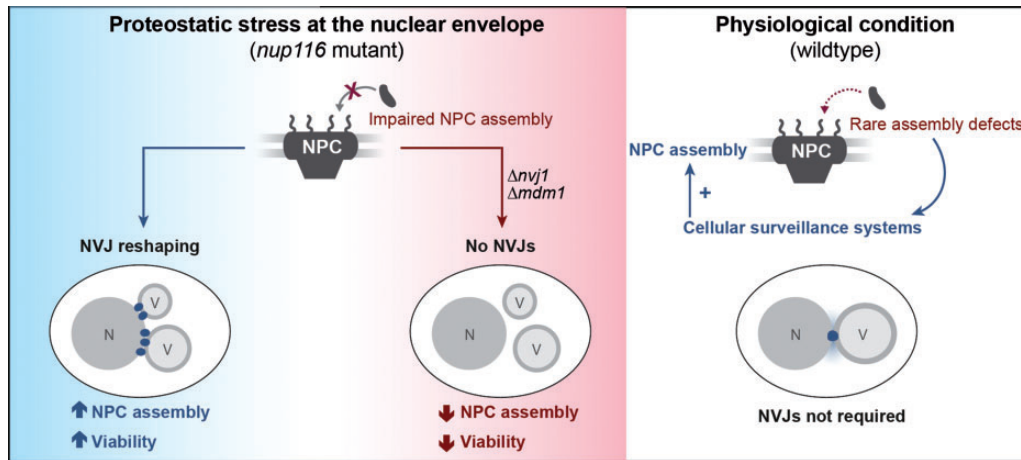 Proteostatic stress at the nuclear envelope
(nup116 mutant)
Impaired NPC assembly
NPC
Δnvj1
Δmdm1
NVJ reshaping
No NVJs
N
V
V
N
V
V
NPC assembly
Viability
NPC assembly
Viability
Physiological condition
(wildtype)
Rare assembly defects
NPC assembly
NPC
+
Cellular surveillance systems
N
V
NVJs not required